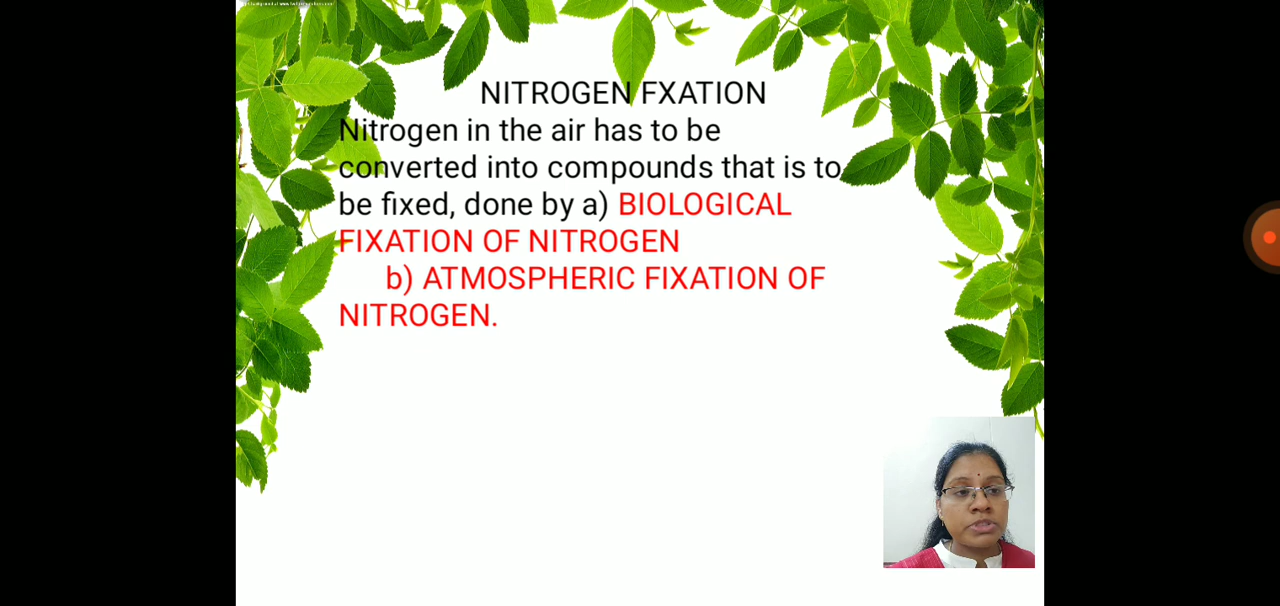 NITROGEN FXATION
Nitrogen in the air has to be
converted into compounds that is to
be fixed, done by a) BIOLOGICAL
FIXATION OF NITROGEN
b) ATMOSPHERIC FIXATION OF
NITROGEN.